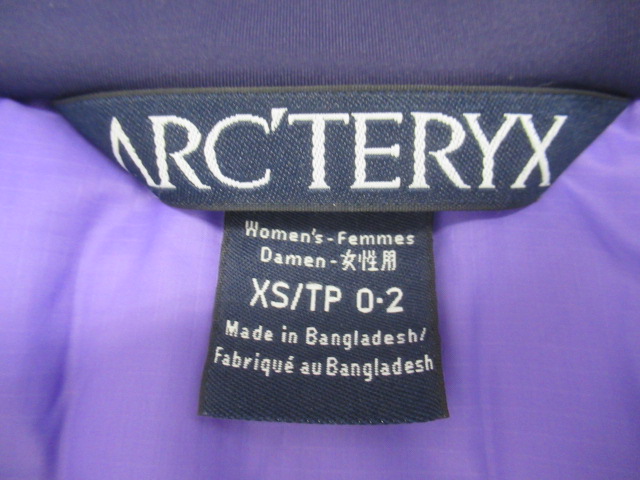 ARC'TERYX
Women's-Femmes
Damen-女性用
XS/TP 0·2
Made in Bangladesh/
Fabriqué au Bangladesh